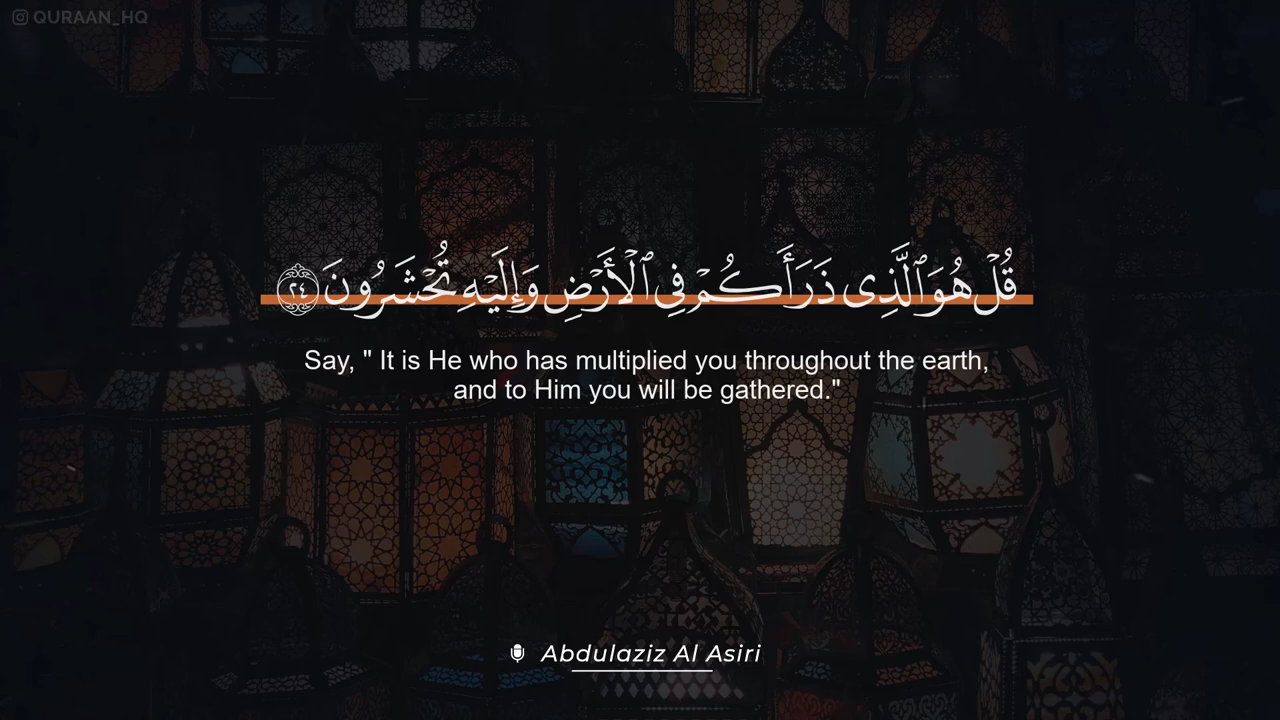 QURAAN_HQ
قُلْ هُوَ ٱلَّذِى ذَرَأَكُمْ فِى ٱلْأَرْضِ وَإِلَيْهِ تُحْشَرُونَ ٢٤
Say, " It is He who has multiplied you throughout the earth,
and to Him you will be gathered."
Abdulaziz Al Asiri